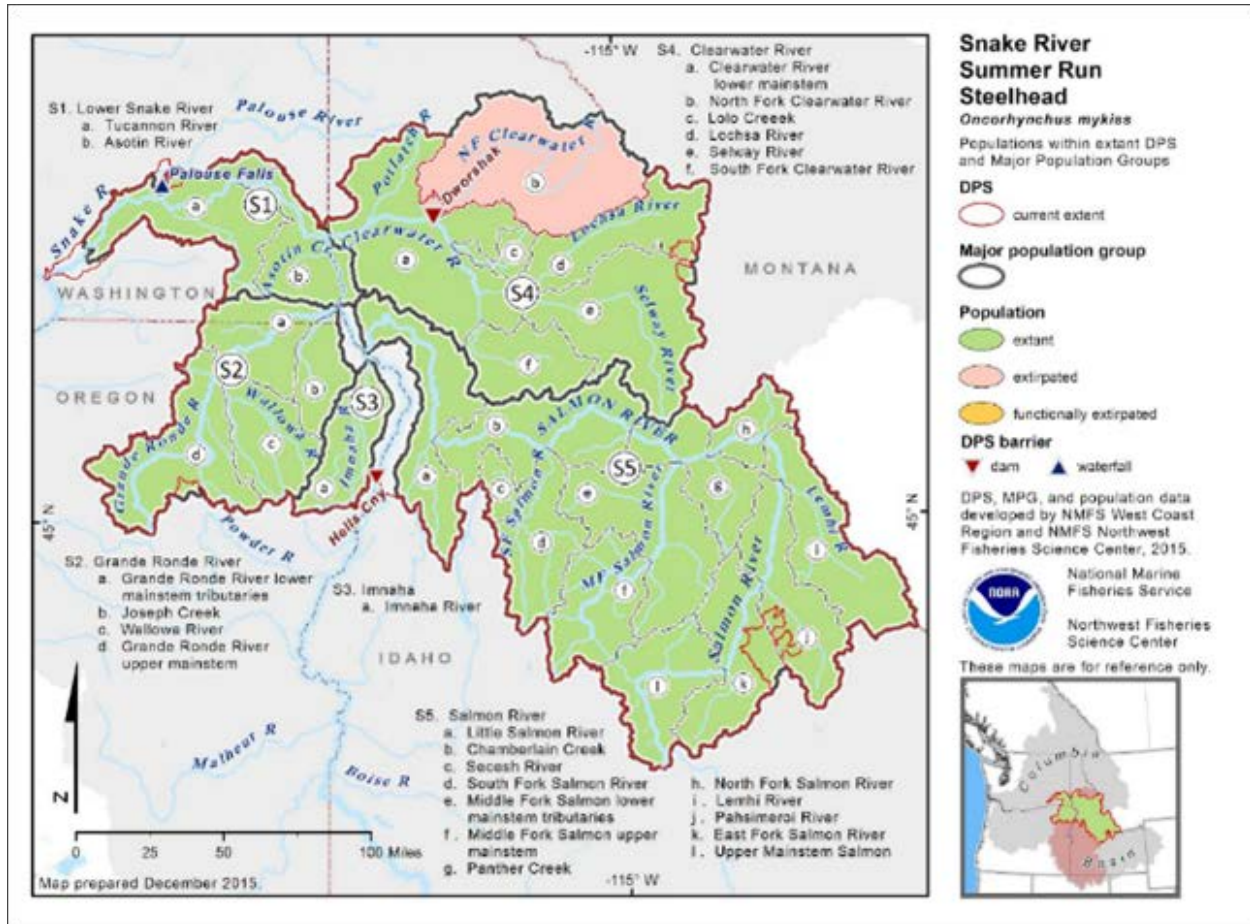 Snake River
Summer Run
Steelhead
Oncorhynchus mykiss
Populations within extant DPS
and Major Population Groups
DPS
current extent
Major population group
Population
extant
extirpated
functionally extirpated
DPS barrier
dam
waterfall
DPS, MPG, and population data
developed by NMFS West Coast
Region and NMFS Northwest
Fisheries Science Center, 2015.
NOAA
National Marine
Fisheries Service
Northwest Fisheries
Science Center
These maps are for reference only.
Columbia
Basin
-115° W
S4. Clearwater River
a. Clearwater River
lower mainstem
b. North Fork Clearwater River
c. Lolo Creeek
d. Lochsa River
e. Selway River
f. South Fork Clearwater River
S1. Lower Snake River
a. Tucannon River
b. Asotin River
Palouse River
Palouse Falls
Snake R
Potlatch R
NF Clearwater R
Dworshak
b
a
S1
Lochsa River
Asotin Cr
Clearwater R
b
a
c
d
S4
e
f
Selway River
WASHINGTON
MONTANA
OREGON
a
S2
b
S3
Wallowa R
Imnaha R
Grande Ronde R
c
d
a
Hells Cny
Powder R
SALMON RIVER
b
h
S5
a
c
e
g
SF Salmon R
d
MF Salmon River
f
Lemhi R
i
Salmon River
j
k
l
45° N
45° N
S2. Grande Ronde River
a. Grande Ronde River lower
mainstem tributaries
b. Joseph Creek
c. Wallowa River
d. Grande Ronde River
upper mainstem
S3. Imnaha
a. Imnaha River
IDAHO
Malheur R
Boise R
S5. Salmon River
a. Little Salmon River
b. Chamberlain Creek
c. Secesh River
d. South Fork Salmon River
e. Middle Fork Salmon lower
mainstem tributaries
f. Middle Fork Salmon upper
mainstem
g. Panther Creek
h. North Fork Salmon River
i. Lemhi River
j. Pahsimeroi River
k. East Fork Salmon River
l. Upper Mainstem Salmon
N
0 25 50 100 Miles
Map prepared December 2015.
-115° W